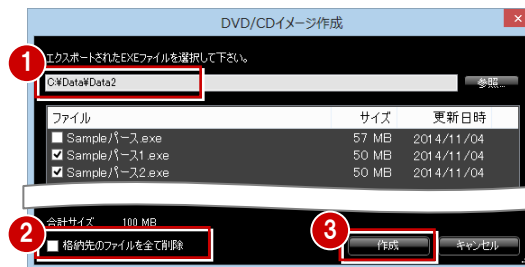 DVD/CDイメージ作成
×
エクスポートされたEXEファイルを選択して下さい。
1
C:¥Data¥Data2
参照...
ファイル サイズ 更新日時
Sampleパース.exe 57 MB 2014/11/04
Sampleパース1.exe 50 MB 2014/11/04
Sampleパース2.exe 50 MB 2014/11/04
合計サイズ 100 MB
2
格納先のファイルを全て削除
3
作成
キャンセル